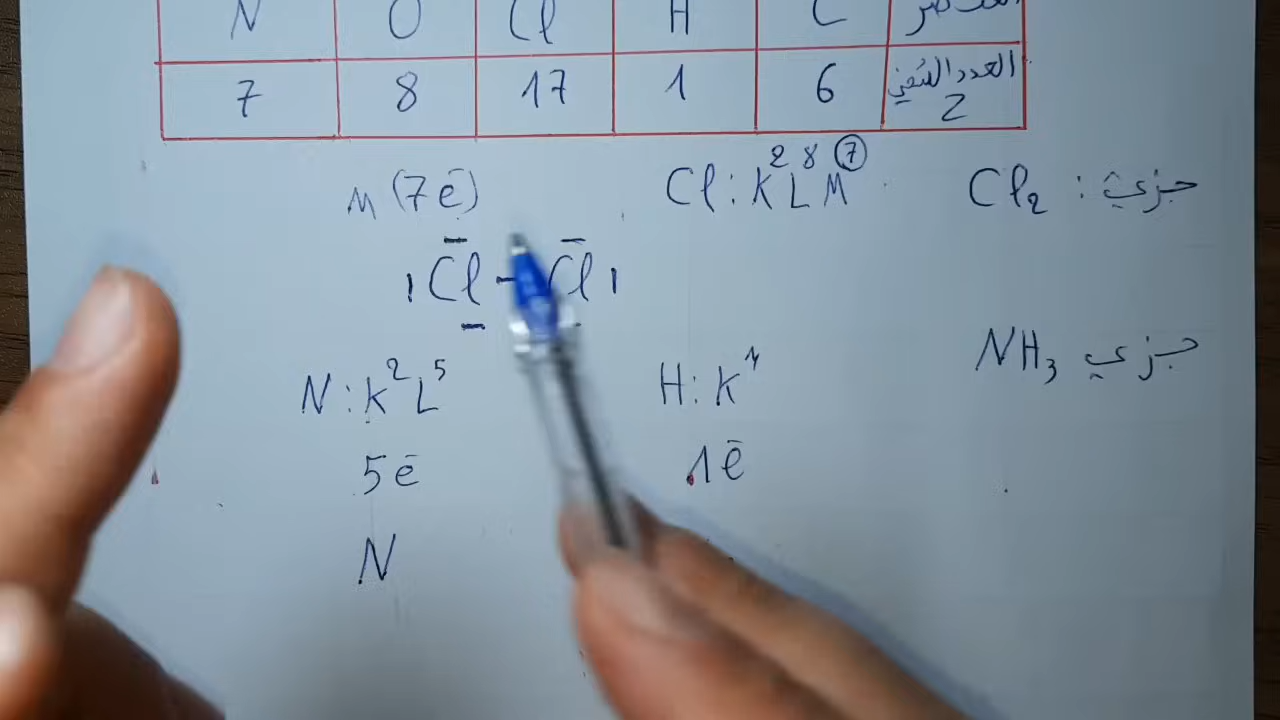 العنصر C H Cl O N
العدد الشحني Z 6 1 17 8 7
جزيء : Cl₂ Cl : K² L⁸ M⁷ M (7ē)
Cl - Cl
جزيء NH₃ H : K¹ N : K² L⁵
1ē 5ē
N